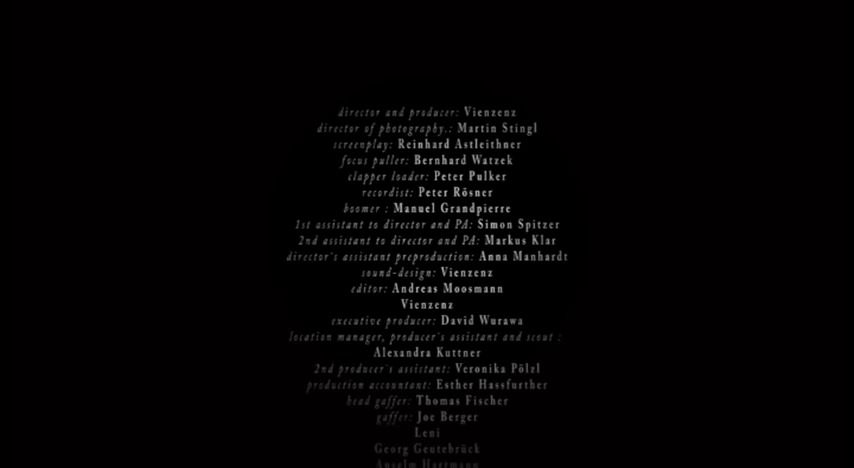 director and producer: Vienzenz
director of photography.: Martin Stingl
screenplay: Reinhard Astleithner
focus puller: Bernhard Watzek
clapper loader: Peter Pulker
recordist: Peter Rösner
boomer : Manuel Grandpierre
1st assistant to director and PA: Simon Spitzer
2nd assistant to director and PA: Markus Klar
director´s assistant preproduction: Anna Manhardt
sound-design: Vienzenz
editor: Andreas Moosmann
Vienzenz
executive producer: David Wurawa
location manager, producer´s assistant and scout :
Alexandra Kuttner
2nd producer´s assistant: Veronika Pölzl
production accountant: Esther Hassfurther
head gaffer: Thomas Fischer
gaffer: Joe Berger
Leni
Georg Geutebrück
Anselm Hartmann